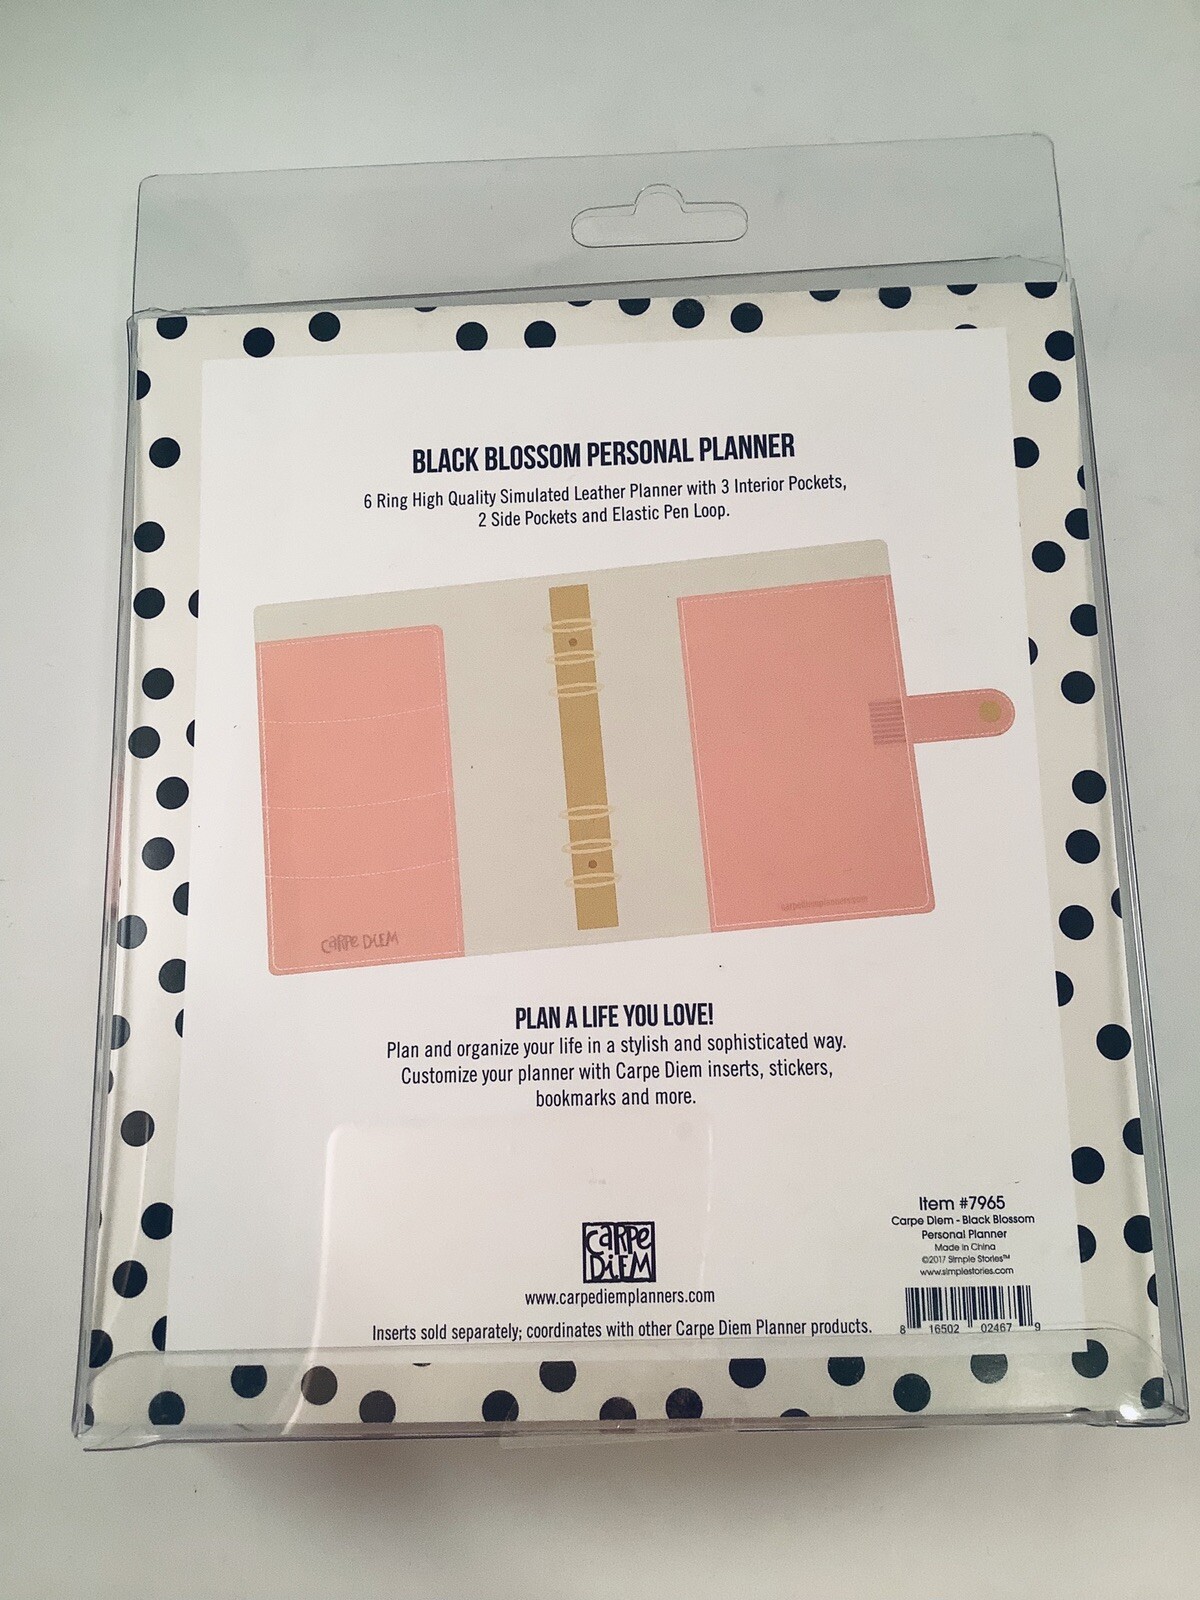 BLACK BLOSSOM PERSONAL PLANNER
6 Ring High Quality Simulated Leather Planner with 3 Interior Pockets,
2 Side Pockets and Elastic Pen Loop.
CARPE DIEM
carpediemplanners.com
PLAN A LIFE YOU LOVE!
Plan and organize your life in a stylish and sophisticated way.
Customize your planner with Carpe Diem inserts, stickers,
bookmarks and more.
CARPE
DIEM
www.carpediemplanners.com
Inserts sold separately; coordinates with other Carpe Diem Planner products.
Item #7965
Carpe Diem - Black Blossom
Personal Planner
Made in China
©2017 Simple Stories™
www.simplestories.com
8 16502 02467 9